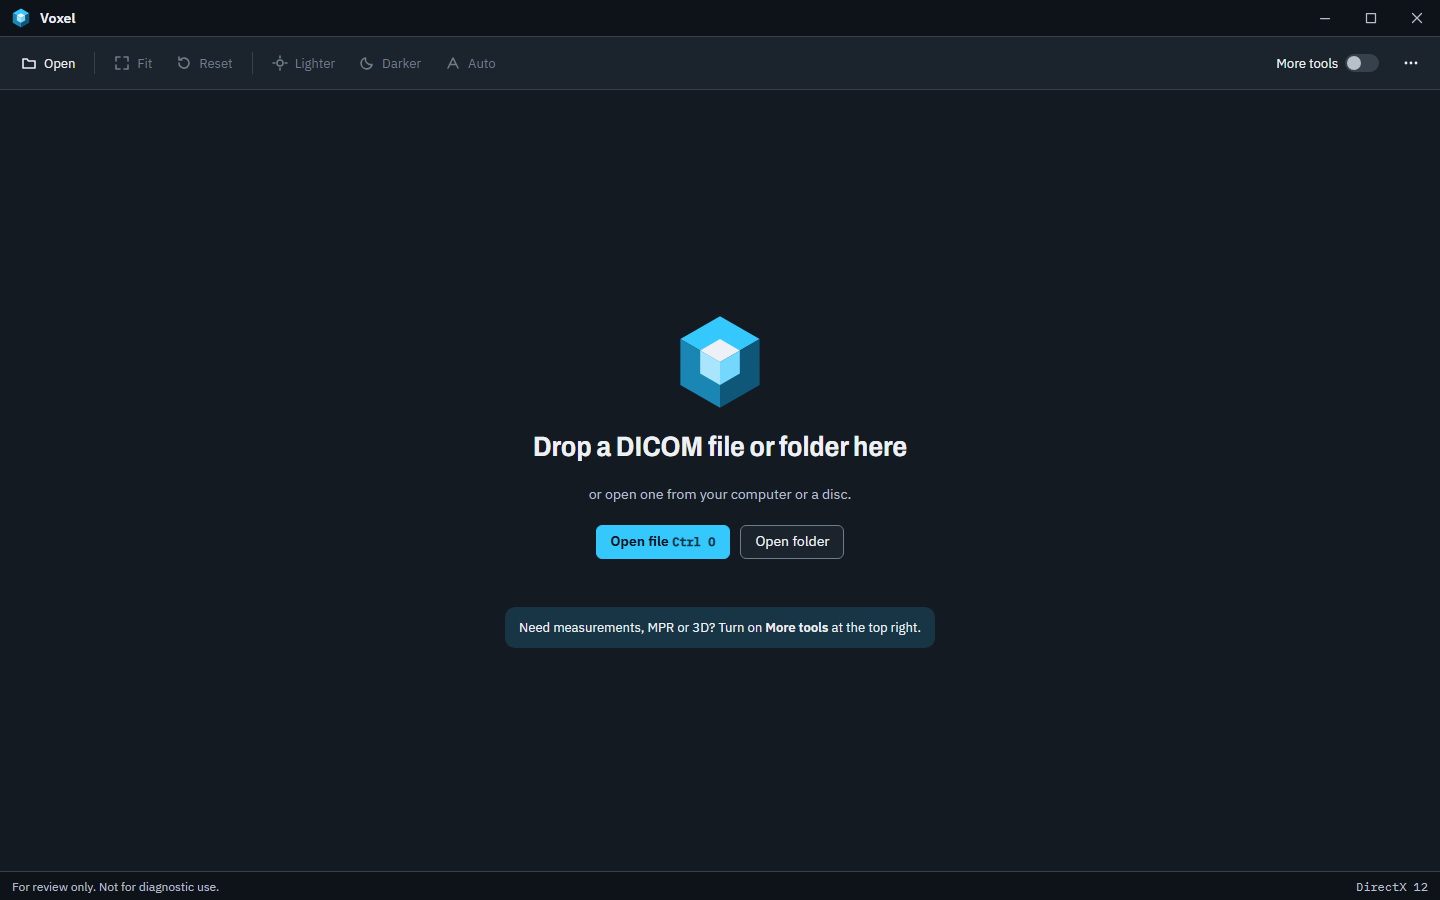 Voxel
Open
Fit
Reset
Lighter
Darker
Auto
More tools
Drop a DICOM file or folder here
or open one from your computer or a disc.
Open file Ctrl O
Open folder
Need measurements, MPR or 3D? Turn on More tools at the top right.
For review only. Not for diagnostic use.
DirectX 12